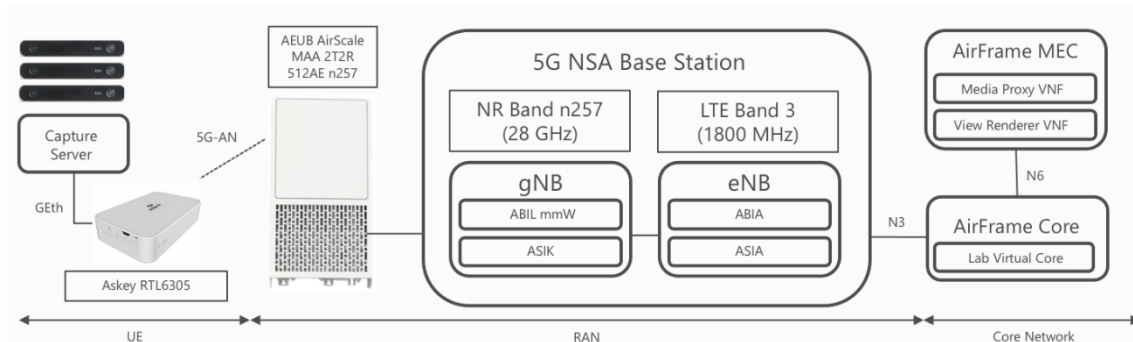 Capture
Server
GEth
Askey RTL6305
5G-AN
AEUB AirScale
MAA 2T2R
512AE n257
5G NSA Base Station
NR Band n257
(28 GHz)
LTE Band 3
(1800 MHz)
gNB
ABIL mmW
ASIK
eNB
ABIA
ASIA
N3
AirFrame MEC
Media Proxy VNF
View Renderer VNF
N6
AirFrame Core
Lab Virtual Core
UE
RAN
Core Network